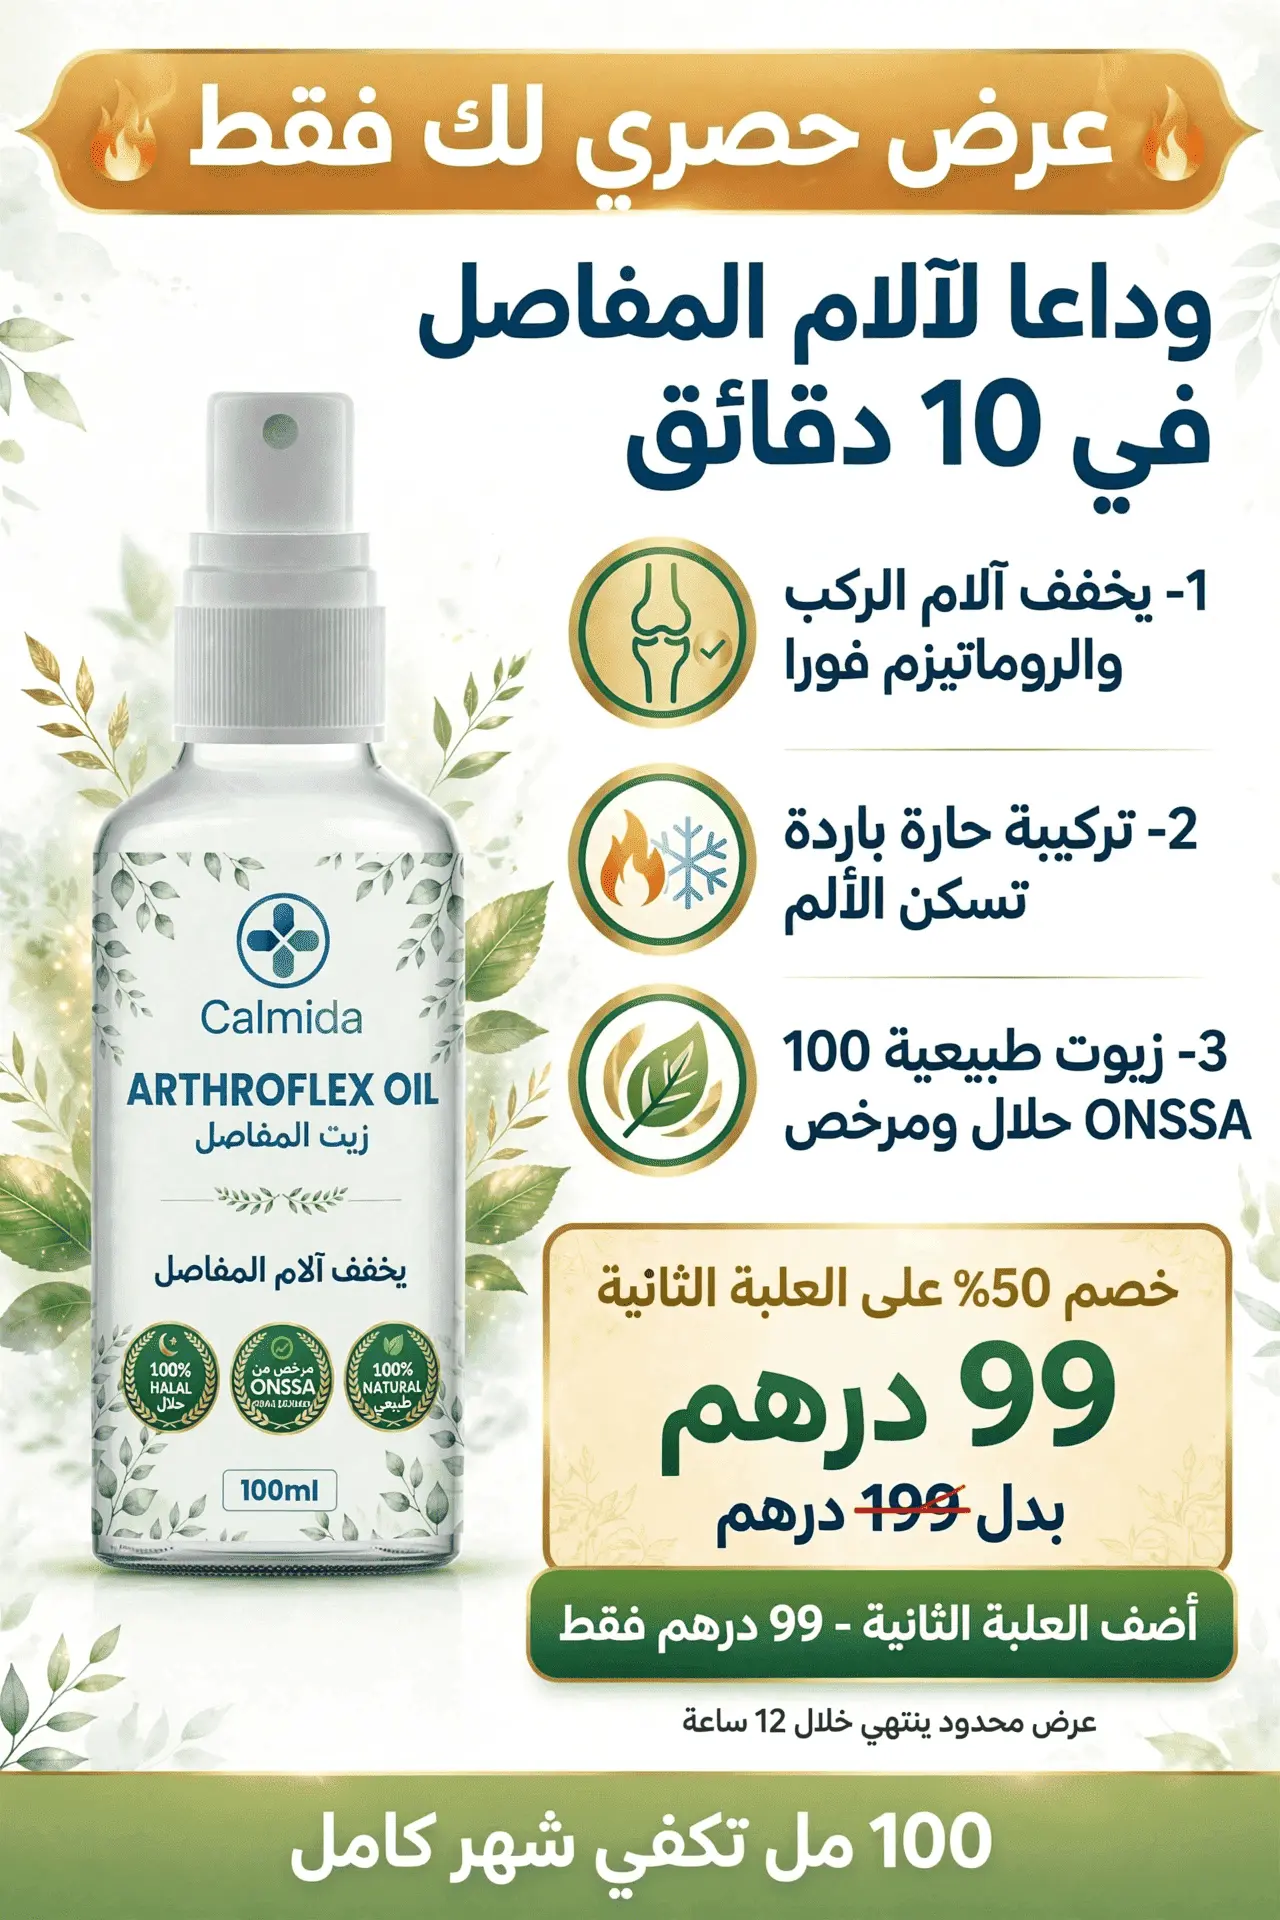 عرض حصري لك فقط
وداعا لآلام المفاصل
في 10 دقائق
1- يخفف آلام الركب
والروماتيزم فورا
2- تركيبة حارة باردة
تسكن الألم
3- زيوت طبيعية 100
ONSSA حلال ومرخص
Calmida
ARTHROFLEX OIL
زيت المفاصل
يخفف آلام المفاصل
100%
HALAL
حلال
مرخص من
ONSSA
100%
NATURAL
طبيعي
100ml
خصم 50% على العلبة الثانية
99 درهم
بدل 199 درهم
أضف العلبة الثانية - 99 درهم فقط
عرض محدود ينتهي خلال 12 ساعة
100 مل تكفي شهر كامل